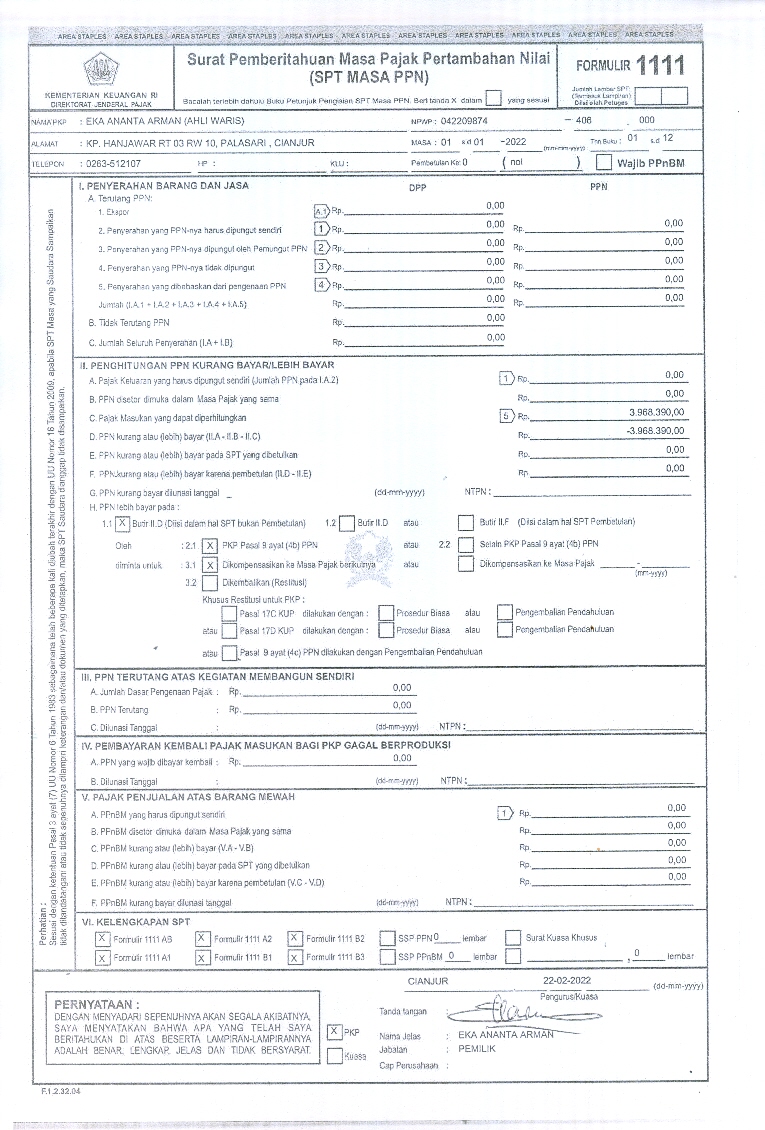 AREA STAPLES AREA STAPLES AREA STAPLES AREA STAPLES AREA STAPLES AREA STAPLES AREA STAPLES AREA STAPLES AREA STAPLES AREA STAPLES AREA STAPLES
KEMENTERIAN KEUANGAN RI
DIREKTORAT JENDERAL PAJAK
Surat Pemberitahuan Masa Pajak Pertambahan Nilai
(SPT MASA PPN)
Bacalah terlebih dahulu Buku Petunjuk Pengisian SPT Masa PPN. Beri tanda X dalam yang sesuai
FORMULIR 1111
Jumlah Lembar SPT:
(Termasuk Lampiran)
Diisi oleh Petugas
NAMA PKP : EKA ANANTA ARMAN (AHLI WARIS) NPWP : 042209874 – 406 . 000
ALAMAT : KP. HANJAWAR RT 03 RW 10, PALASARI , CIANJUR MASA : 01 s.d 01 -2022 (mm-mm-yyyy) Thn Buku : 01 s.d 12
TELEPON : 0263-512107 HP : KLU : Pembetulan Ke: 0 ( nol ) Wajib PPnBM
I. PENYERAHAN BARANG DAN JASA DPP PPN
A. Terutang PPN:
1. Ekspor A.1 Rp. 0,00
2. Penyerahan yang PPN-nya harus dipungut sendiri 1 Rp. 0,00 Rp. 0,00
3. Penyerahan yang PPN-nya dipungut oleh Pemungut PPN 2 Rp. 0,00 Rp. 0,00
4. Penyerahan yang PPN-nya tidak dipungut 3 Rp. 0,00 Rp. 0,00
5. Penyerahan yang dibebaskan dari pengenaan PPN 4 Rp. 0,00 Rp. 0,00
Jumlah (I.A.1 + I.A.2 + I.A.3 + I.A.4 + I.A.5) Rp. 0,00 Rp. 0,00
B. Tidak Terutang PPN Rp. 0,00
C. Jumlah Seluruh Penyerahan (I.A + I.B) Rp. 0,00
II. PENGHITUNGAN PPN KURANG BAYAR/LEBIH BAYAR
A. Pajak Keluaran yang harus dipungut sendiri (Jumlah PPN pada I.A.2) 1 Rp. 0,00
B. PPN disetor dimuka dalam Masa Pajak yang sama Rp. 0,00
C. Pajak Masukan yang dapat diperhitungkan 5 Rp. 3.968.390,00
D. PPN kurang atau (lebih) bayar (II.A - II.B - II.C) Rp. -3.968.390,00
E. PPN kurang atau (lebih) bayar pada SPT yang dibetulkan Rp. 0,00
F. PPN kurang atau (lebih) bayar karena pembetulan (II.D - II.E) Rp. 0,00
G. PPN kurang bayar dilunasi tanggal (dd-mm-yyyy) NTPN :
H. PPN lebih bayar pada :
1.1 X Butir II.D (Diisi dalam hal SPT bukan Pembetulan) 1.2 Butir II.D atau Butir II.F (Diisi dalam hal SPT Pembetulan)
Oleh : 2.1 X PKP Pasal 9 ayat (4b) PPN atau 2.2 Selain PKP Pasal 9 ayat (4b) PPN
diminta untuk : 3.1 X Dikompensasikan ke Masa Pajak berikutnya atau Dikompensasikan ke Masa Pajak - (mm-yyyy)
3.2 Dikembalikan (Restitusi)
Khusus Restitusi untuk PKP :
Pasal 17C KUP dilakukan dengan : Prosedur Biasa atau Pengembalian Pendahuluan
atau Pasal 17D KUP dilakukan dengan : Prosedur Biasa atau Pengembalian Pendahuluan
atau Pasal 9 ayat (4c) PPN dilakukan dengan Pengembalian Pendahuluan
III. PPN TERUTANG ATAS KEGIATAN MEMBANGUN SENDIRI
A. Jumlah Dasar Pengenaan Pajak : Rp. 0,00
B. PPN Terutang : Rp. 0,00
C. Dilunasi Tanggal : (dd-mm-yyyy) NTPN :
IV. PEMBAYARAN KEMBALI PAJAK MASUKAN BAGI PKP GAGAL BERPRODUKSI
A. PPN yang wajib dibayar kembali : Rp. 0,00
B. Dilunasi Tanggal : (dd-mm-yyyy) NTPN :
V. PAJAK PENJUALAN ATAS BARANG MEWAH
A. PPnBM yang harus dipungut sendiri 1 Rp. 0,00
B. PPnBM disetor dimuka dalam Masa Pajak yang sama Rp. 0,00
C. PPnBM kurang atau (lebih) bayar (V.A - V.B) Rp. 0,00
D. PPnBM kurang atau (lebih) bayar pada SPT yang dibetulkan Rp. 0,00
E. PPnBM kurang atau (lebih) bayar karena pembetulan (V.C - V.D) Rp. 0,00
F. PPnBM kurang bayar dilunasi tanggal (dd-mm-yyyy) NTPN :
VI. KELENGKAPAN SPT
X Formulir 1111 AB X Formulir 1111 A2 X Formulir 1111 B2 SSP PPN 0 lembar Surat Kuasa Khusus
X Formulir 1111 A1 X Formulir 1111 B1 X Formulir 1111 B3 SSP PPnBM 0 lembar , 0 lembar
Perhatian :
Sesuai dengan ketentuan Pasal 3 ayat (7) UU Nomor 6 Tahun 1983 sebagaimana telah beberapa kali diubah terakhir dengan UU Nomor 16 Tahun 2009, apabila SPT Masa yang Saudara Sampaikan
tidak ditandatangani atau tidak sepenuhnya dilampiri keterangan dan/atau dokumen yang ditetapkan, maka SPT Saudara dianggap tidak disampaikan.
CIANJUR 22-02-2022 (dd-mm-yyyy)
Pengurus/Kuasa
PERNYATAAN :
DENGAN MENYADARI SEPENUHNYA AKAN SEGALA AKIBATNYA,
SAYA MENYATAKAN BAHWA APA YANG TELAH SAYA
BERITAHUKAN DI ATAS BESERTA LAMPIRAN-LAMPIRANNYA
ADALAH BENAR, LENGKAP, JELAS DAN TIDAK BERSYARAT.
X PKP
Kuasa
Tanda tangan :
Nama Jelas : EKA ANANTA ARMAN
Jabatan : PEMILIK
Cap Perusahaan :
F.1.2.32.04